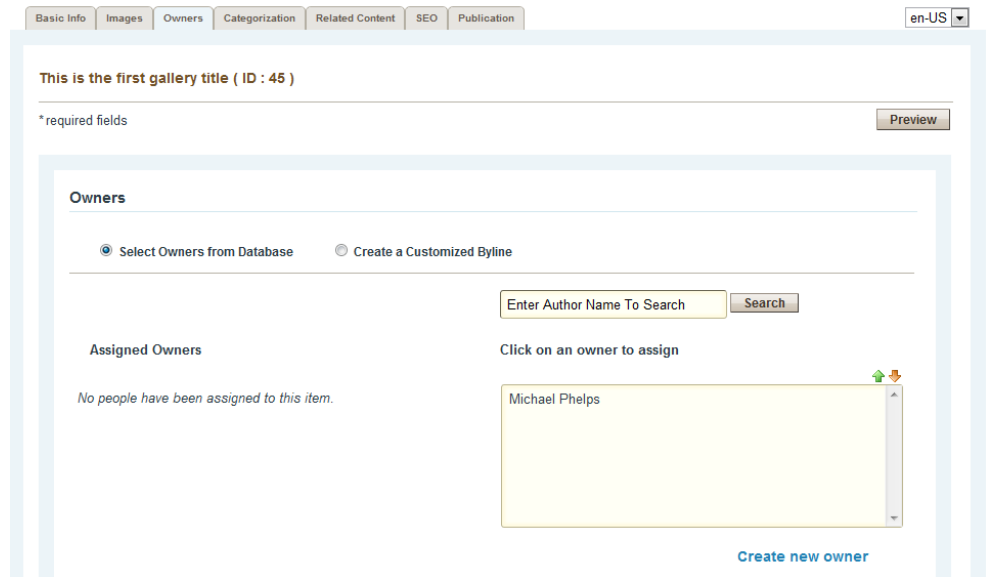 Basic Info Images Owners Categorization Related Content SEO Publication en-US
This is the first gallery title ( ID : 45 )
* required fields Preview
Owners
Select Owners from Database Create a Customized Byline
Enter Author Name To Search Search
Assigned Owners Click on an owner to assign
No people have been assigned to this item. Michael Phelps
Create new owner